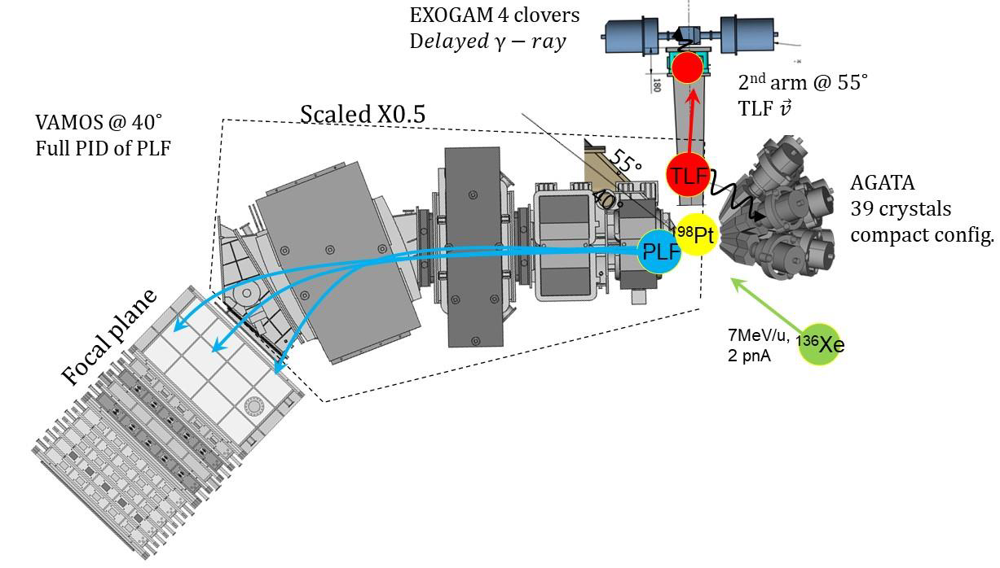 EXOGAM 4 clovers
Delayed γ − ray
180
2nd arm @ 55°
TLF v⃗
VAMOS @ 40°
Full PID of PLF
Scaled X0.5
55°
40°
TLF
AGATA
39 crystals
compact config.
198Pt
PLF
Focal plane
7MeV/u,
2 pnA
136Xe